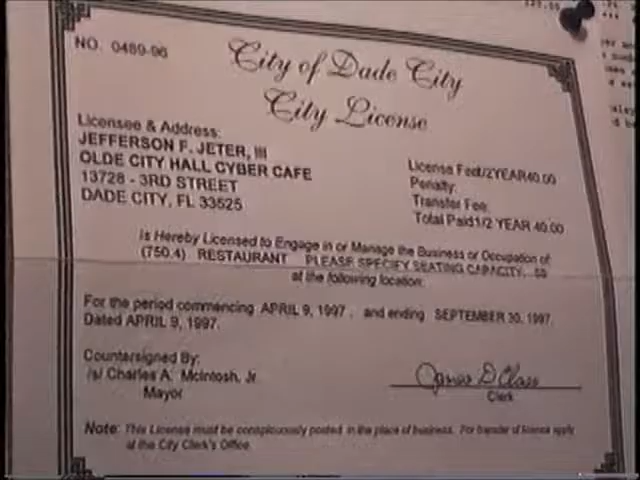 NO. 0489-96
City of Dade City
City License
Licensee & Address:
JEFFERSON F. JETER, III
OLDE CITY HALL CYBER CAFE
13728 - 3RD STREET
DADE CITY, FL 33525
License Fee1/2YEAR40.00
Penalty:
Transfer Fee:
Total Paid1/2 YEAR 40.00
is Hereby Licensed to Engage in or Manage the Business or Occupation of:
(750.4) RESTAURANT PLEASE SPECIFY SEATING CAPACITY...
at the following location:
For the period commencing APRIL 9, 1997, and ending SEPTEMBER 30, 1997.
Dated APRIL 9, 1997.
Countersigned By:
/s/ Charles A. McIntosh, Jr.
Mayor
James D Class
Clerk
Note: This License must be conspicuously posted in the place of business. For transfer of license apply
at the City Clerk's Office.